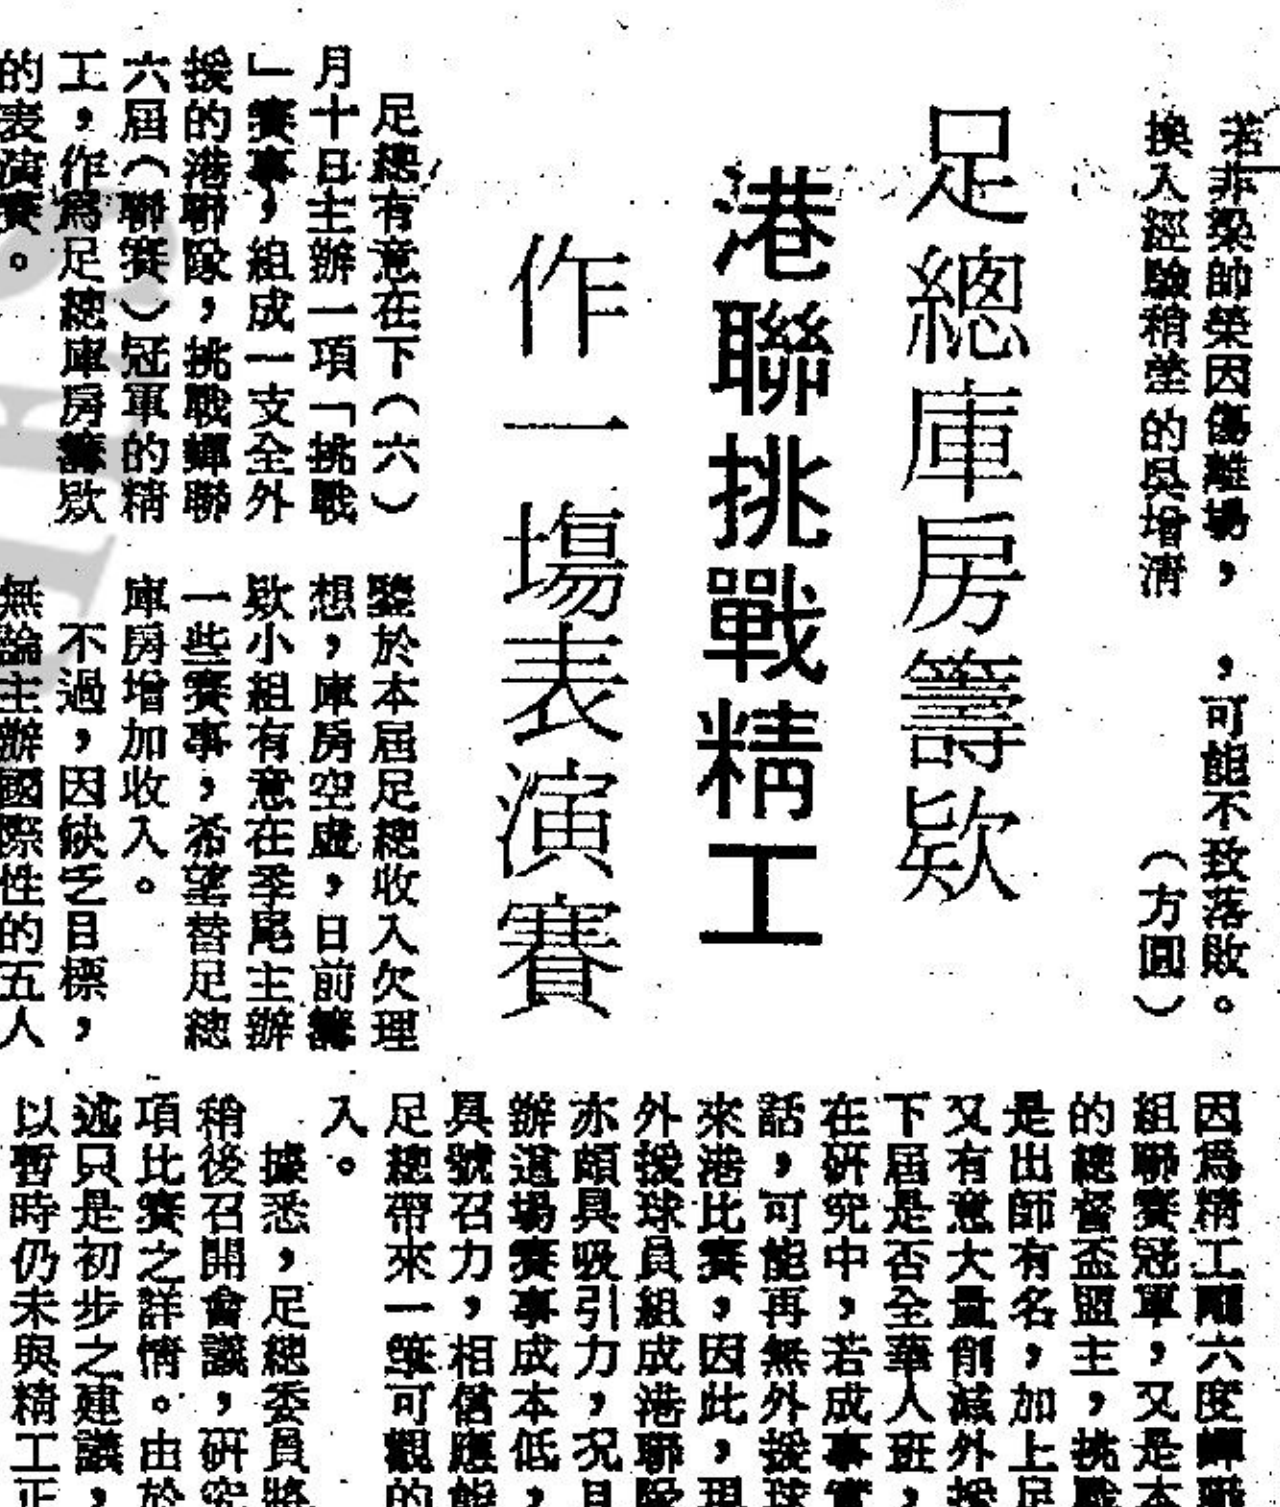 若非梁帥榮因傷離場，
換入經驗稍差的吳增清
，可能不致落敗。
（方圓）
足總庫房籌欵
港聯挑戰精工
作一場表演賽
足總有意在下（六）
月十日主辦一項「挑戰
」賽事，組成一支全外
援的港聯隊，挑戰蟬聯
六屆（聯賽）冠軍的精
工，作爲足總庫房籌欵
的表演賽。
鑒於本屆足總收入欠理
想，庫房空虛，日前籌
欵小組有意在季尾主辦
一些賽事，希望替足總
庫房增加收入。
不過，因缺乏目標，
無論主辦國際性的五人
因爲精工剛六度蟬聯
組聯賽冠軍，又是本
的總督盃盟主，挑戰
是出師有名，加上足
又有意大量削減外援
下屆是否全華人班，
在研究中，若成事實
話，可能再無外援球
來港比賽，因此，現
外援球員組成港聯隊
亦頗具吸引力，况且
辦這場賽事成本低，
具號召力，相信應能
足總帶來一筆可觀的
入。
據悉，足總委員將
稍後召開會議，研究
項比賽之詳情。由於
述只是初步之建議，
以暫時仍未與精工正